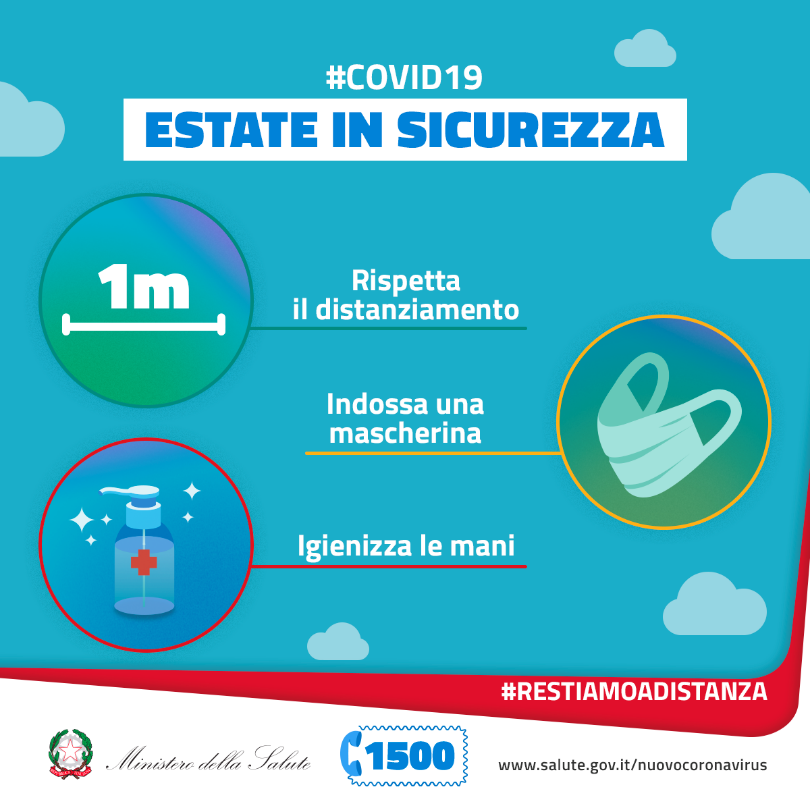 #COVID19
ESTATE IN SICUREZZA
1m
Rispetta
il distanziamento
Indossa una
mascherina
Igienizza le mani
#RESTIAMOADISTANZA
Ministero della Salute
1500
www.salute.gov.it/nuovocoronavirus